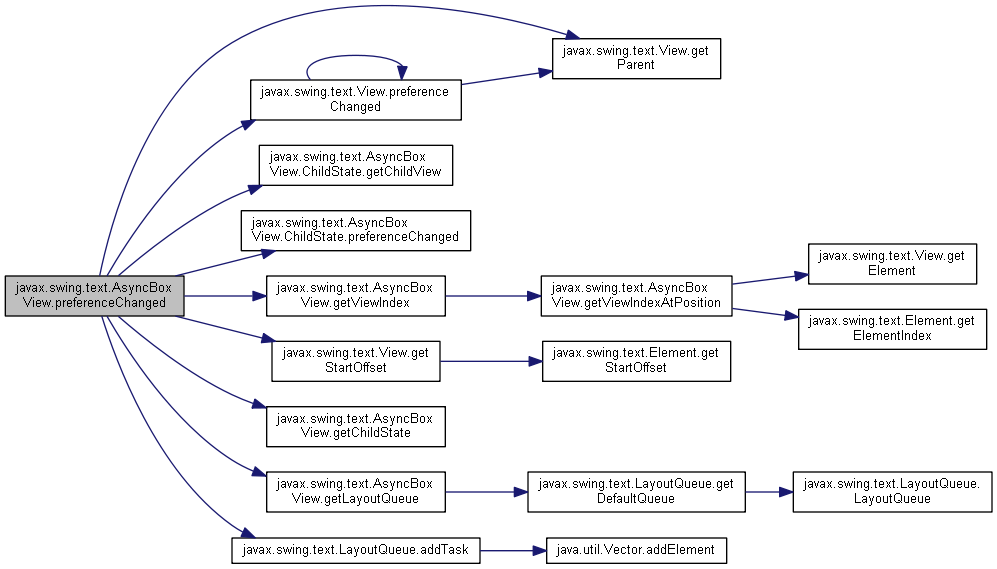 javax.swing.text.View.get
Parent
javax.swing.text.View.preference
Changed
javax.swing.text.AsyncBox
View.ChildState.getChildView
javax.swing.text.AsyncBox
View.ChildState.preferenceChanged
javax.swing.text.AsyncBox
View.preferenceChanged
javax.swing.text.AsyncBox
View.getViewIndex
javax.swing.text.AsyncBox
View.getViewIndexAtPosition
javax.swing.text.View.get
Element
javax.swing.text.Element.get
ElementIndex
javax.swing.text.View.get
StartOffset
javax.swing.text.Element.get
StartOffset
javax.swing.text.AsyncBox
View.getChildState
javax.swing.text.AsyncBox
View.getLayoutQueue
javax.swing.text.LayoutQueue.get
DefaultQueue
javax.swing.text.LayoutQueue.
LayoutQueue
javax.swing.text.LayoutQueue.addTask
java.util.Vector.addElement